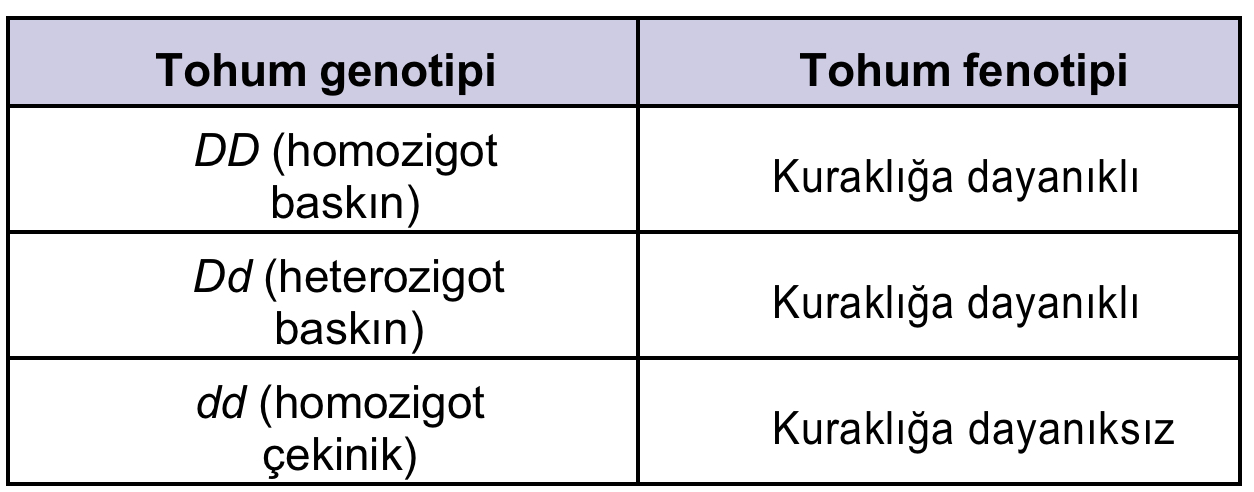 Tohum genotipi Tohum fenotipi
DD (homozigot
baskın)
Kuraklığa dayanıklı
Dd (heterozigot
baskın)
Kuraklığa dayanıklı
dd (homozigot
çekinik)
Kuraklığa dayanıksız